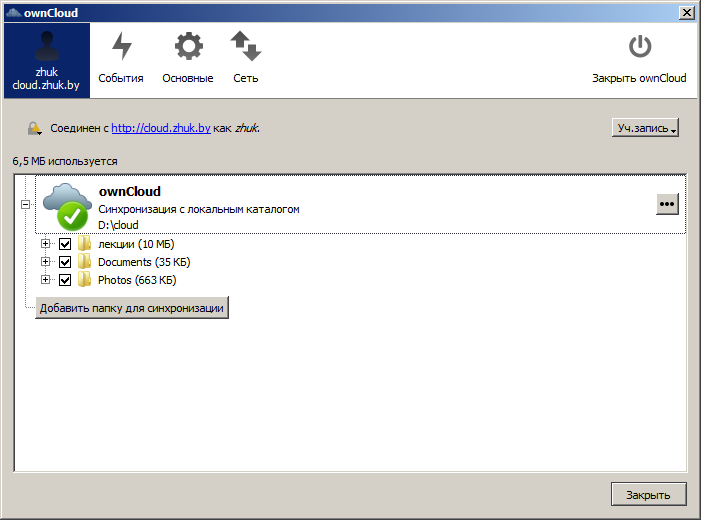 ownCloud
zhuk
cloud.zhuk.by
События
Основные
Сеть
Закрыть ownCloud
Соединен с http://cloud.zhuk.by как zhuk.
Уч.запись
6,5 МБ используется
ownCloud
Синхронизация с локальным каталогом
D:\cloud
лекции (10 МБ)
Documents (35 КБ)
Photos (663 КБ)
Добавить папку для синхронизации
Закрыть